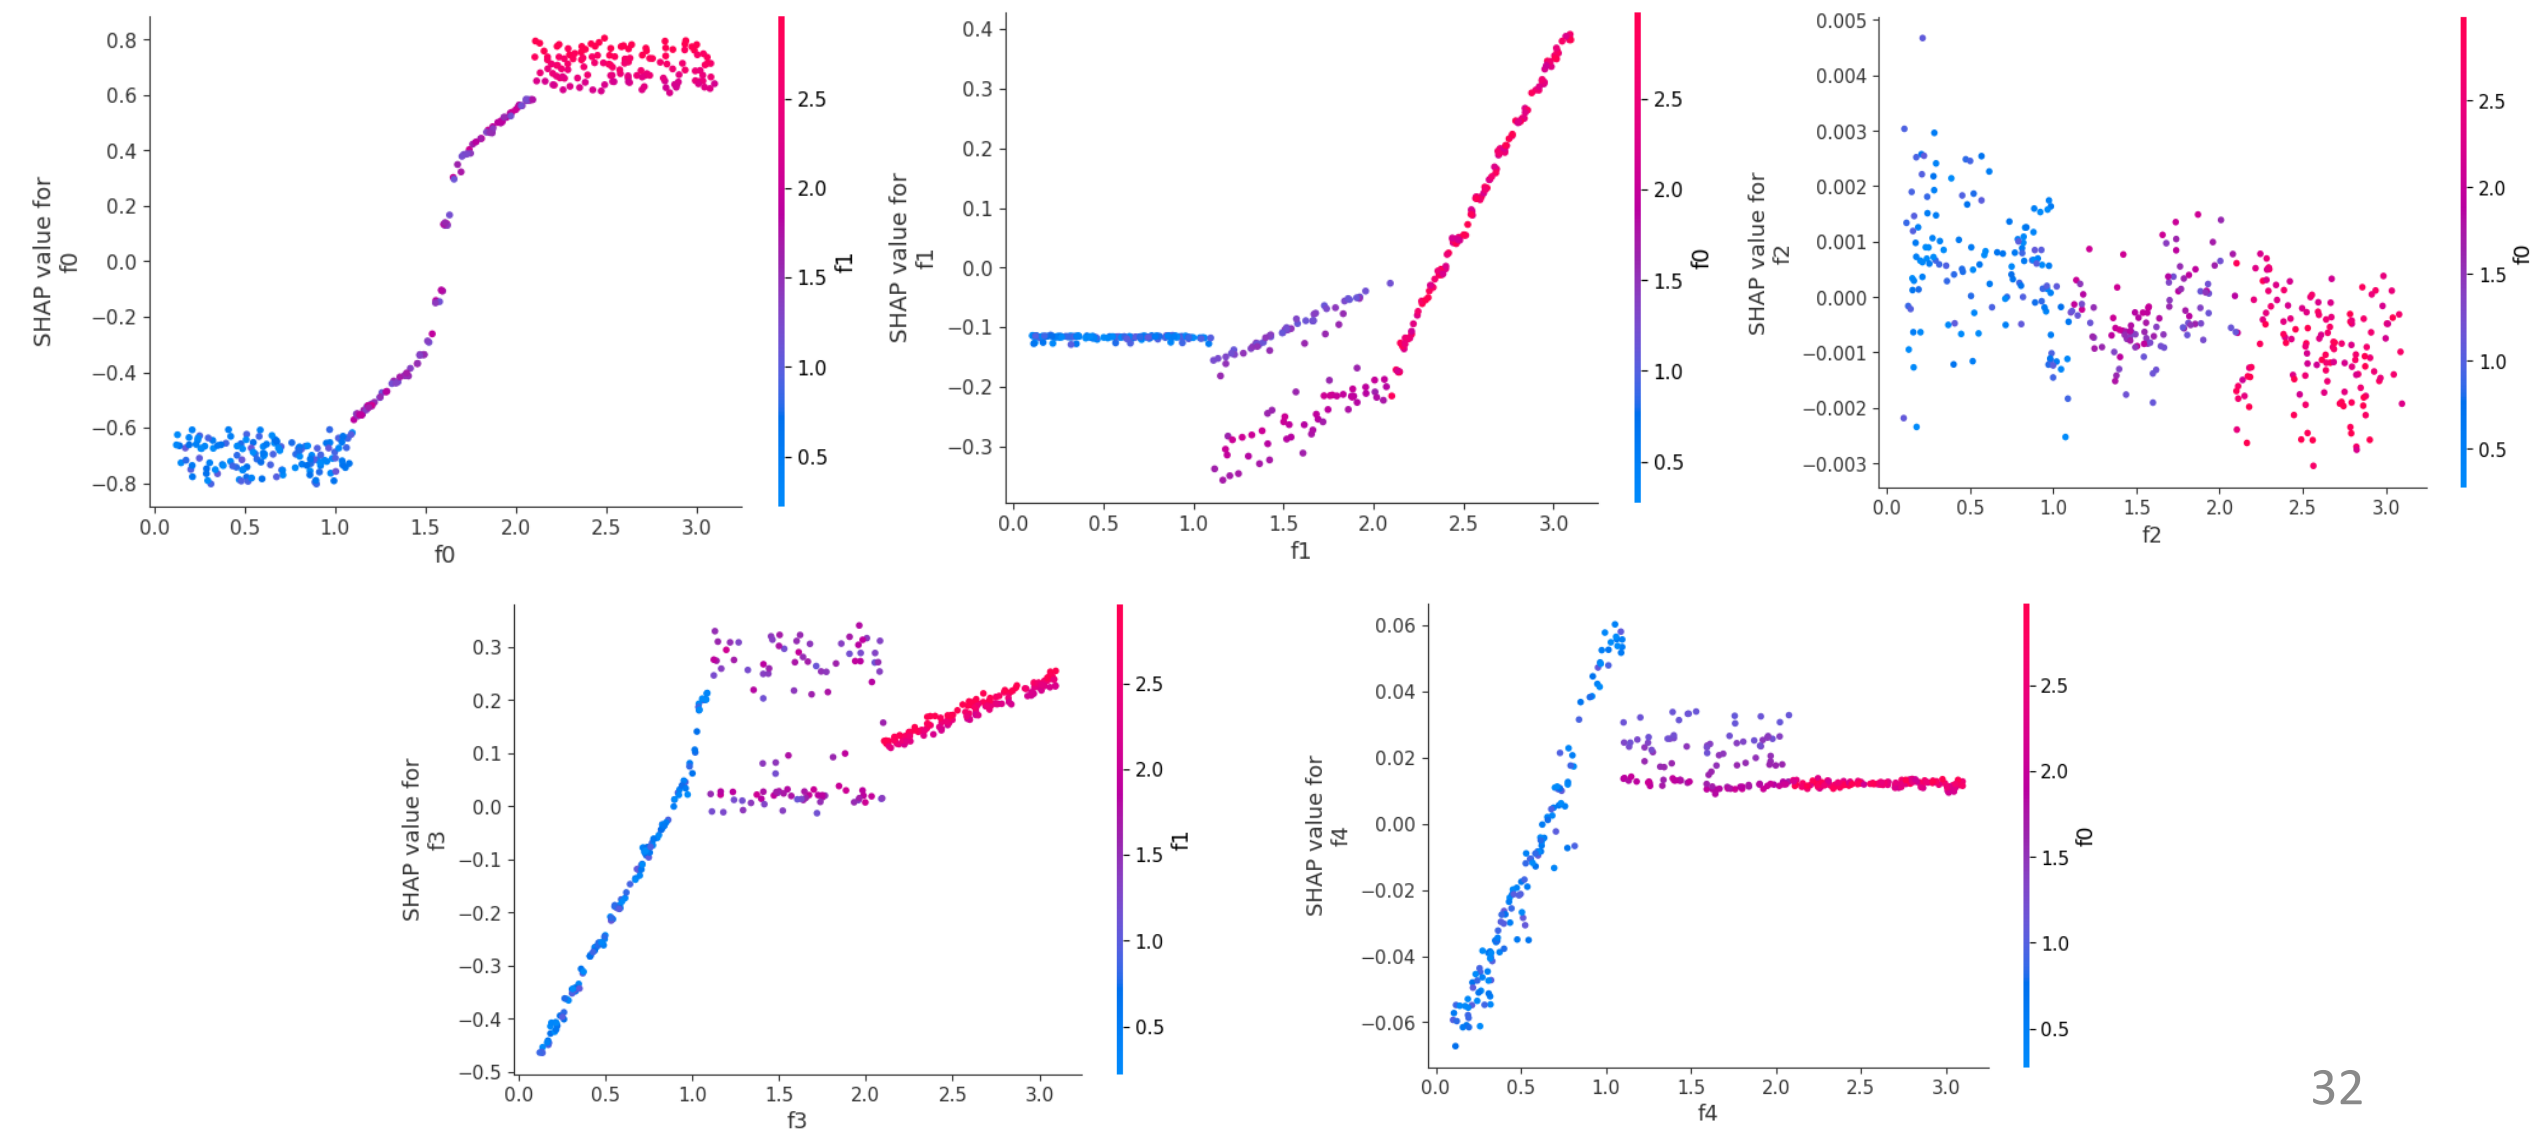 0.8
0.6
0.4
0.2
0.0
−0.2
−0.4
−0.6
−0.8
SHAP value for
f0
0.0 0.5 1.0 1.5 2.0 2.5 3.0
f0
2.5
2.0
1.5
1.0
0.5
f1
0.4
0.3
0.2
0.1
0.0
−0.1
−0.2
−0.3
SHAP value for
f1
0.0 0.5 1.0 1.5 2.0 2.5 3.0
f1
2.5
2.0
1.5
1.0
0.5
f0
0.005
0.004
0.003
0.002
0.001
0.000
−0.001
−0.002
−0.003
SHAP value for
f2
0.0 0.5 1.0 1.5 2.0 2.5 3.0
f2
2.5
2.0
1.5
1.0
0.5
f0
0.3
0.2
0.1
0.0
−0.1
−0.2
−0.3
−0.4
−0.5
SHAP value for
f3
0.0 0.5 1.0 1.5 2.0 2.5 3.0
f3
2.5
2.0
1.5
1.0
0.5
f1
0.06
0.04
0.02
0.00
−0.02
−0.04
−0.06
SHAP value for
f4
0.0 0.5 1.0 1.5 2.0 2.5 3.0
f4
2.5
2.0
1.5
1.0
0.5
f0
32